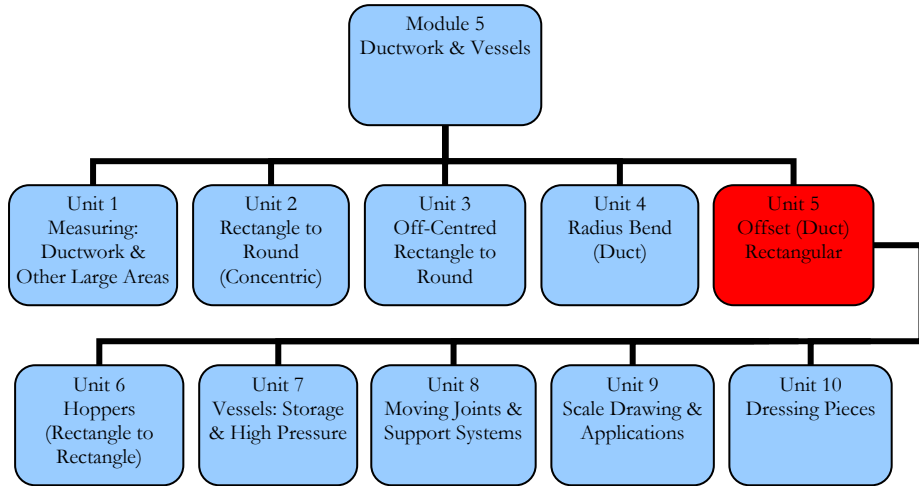 Module 5
Ductwork & Vessels
Unit 1
Measuring:
Ductwork &
Other Large Areas
Unit 2
Rectangle to
Round
(Concentric)
Unit 3
Off-Centred
Rectangle to
Round
Unit 4
Radius Bend
(Duct)
Unit 5
Offset (Duct)
Rectangular
Unit 6
Hoppers
(Rectangle to
Rectangle)
Unit 7
Vessels: Storage
& High Pressure
Unit 8
Moving Joints &
Support Systems
Unit 9
Scale Drawing &
Applications
Unit 10
Dressing Pieces